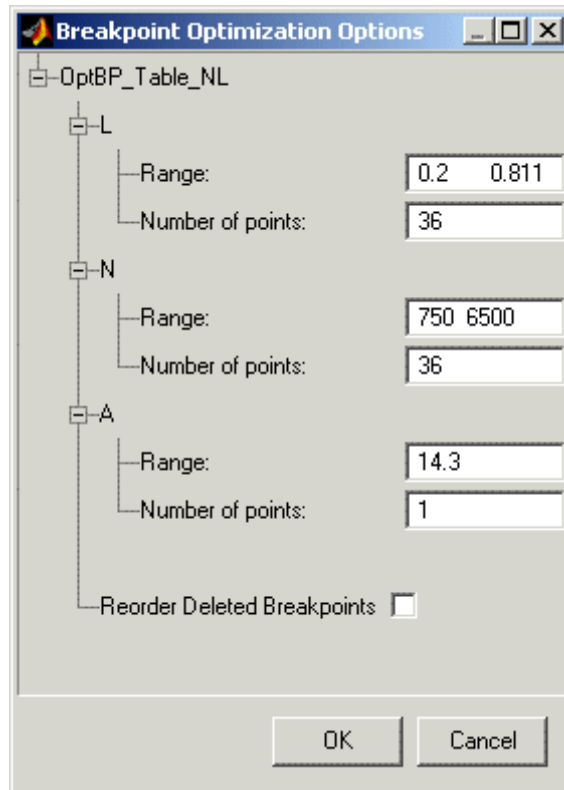 Breakpoint Optimization Options
OptBP_Table_NL
L
Range: 0.2 0.811
Number of points: 36
N
Range: 750 6500
Number of points: 36
A
Range: 14.3
Number of points: 1
Reorder Deleted Breakpoints
OK Cancel